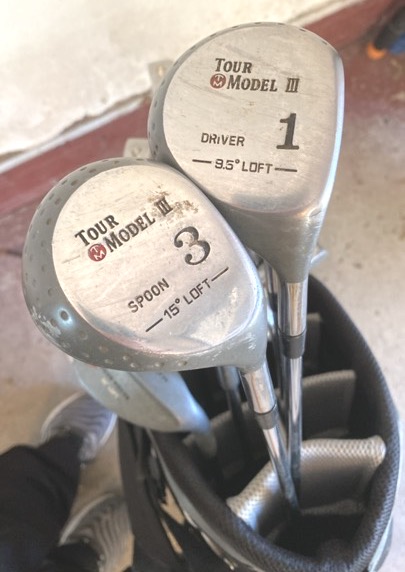 TOUR
MODEL III
DRIVER 1
9.5° LOFT
TOUR
MODEL III
3
SPOON
15° LOFT